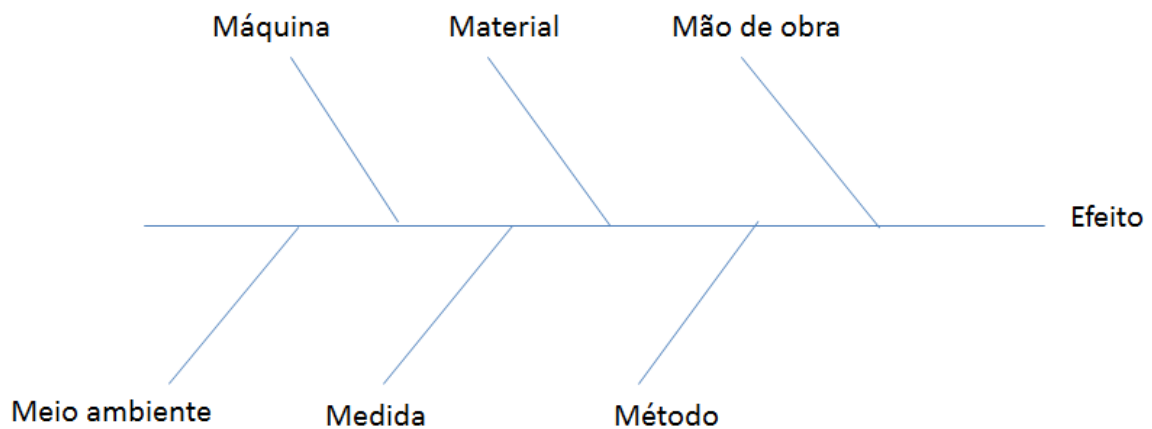 Máquina
Material
Mão de obra
Efeito
Meio ambiente
Medida
Método